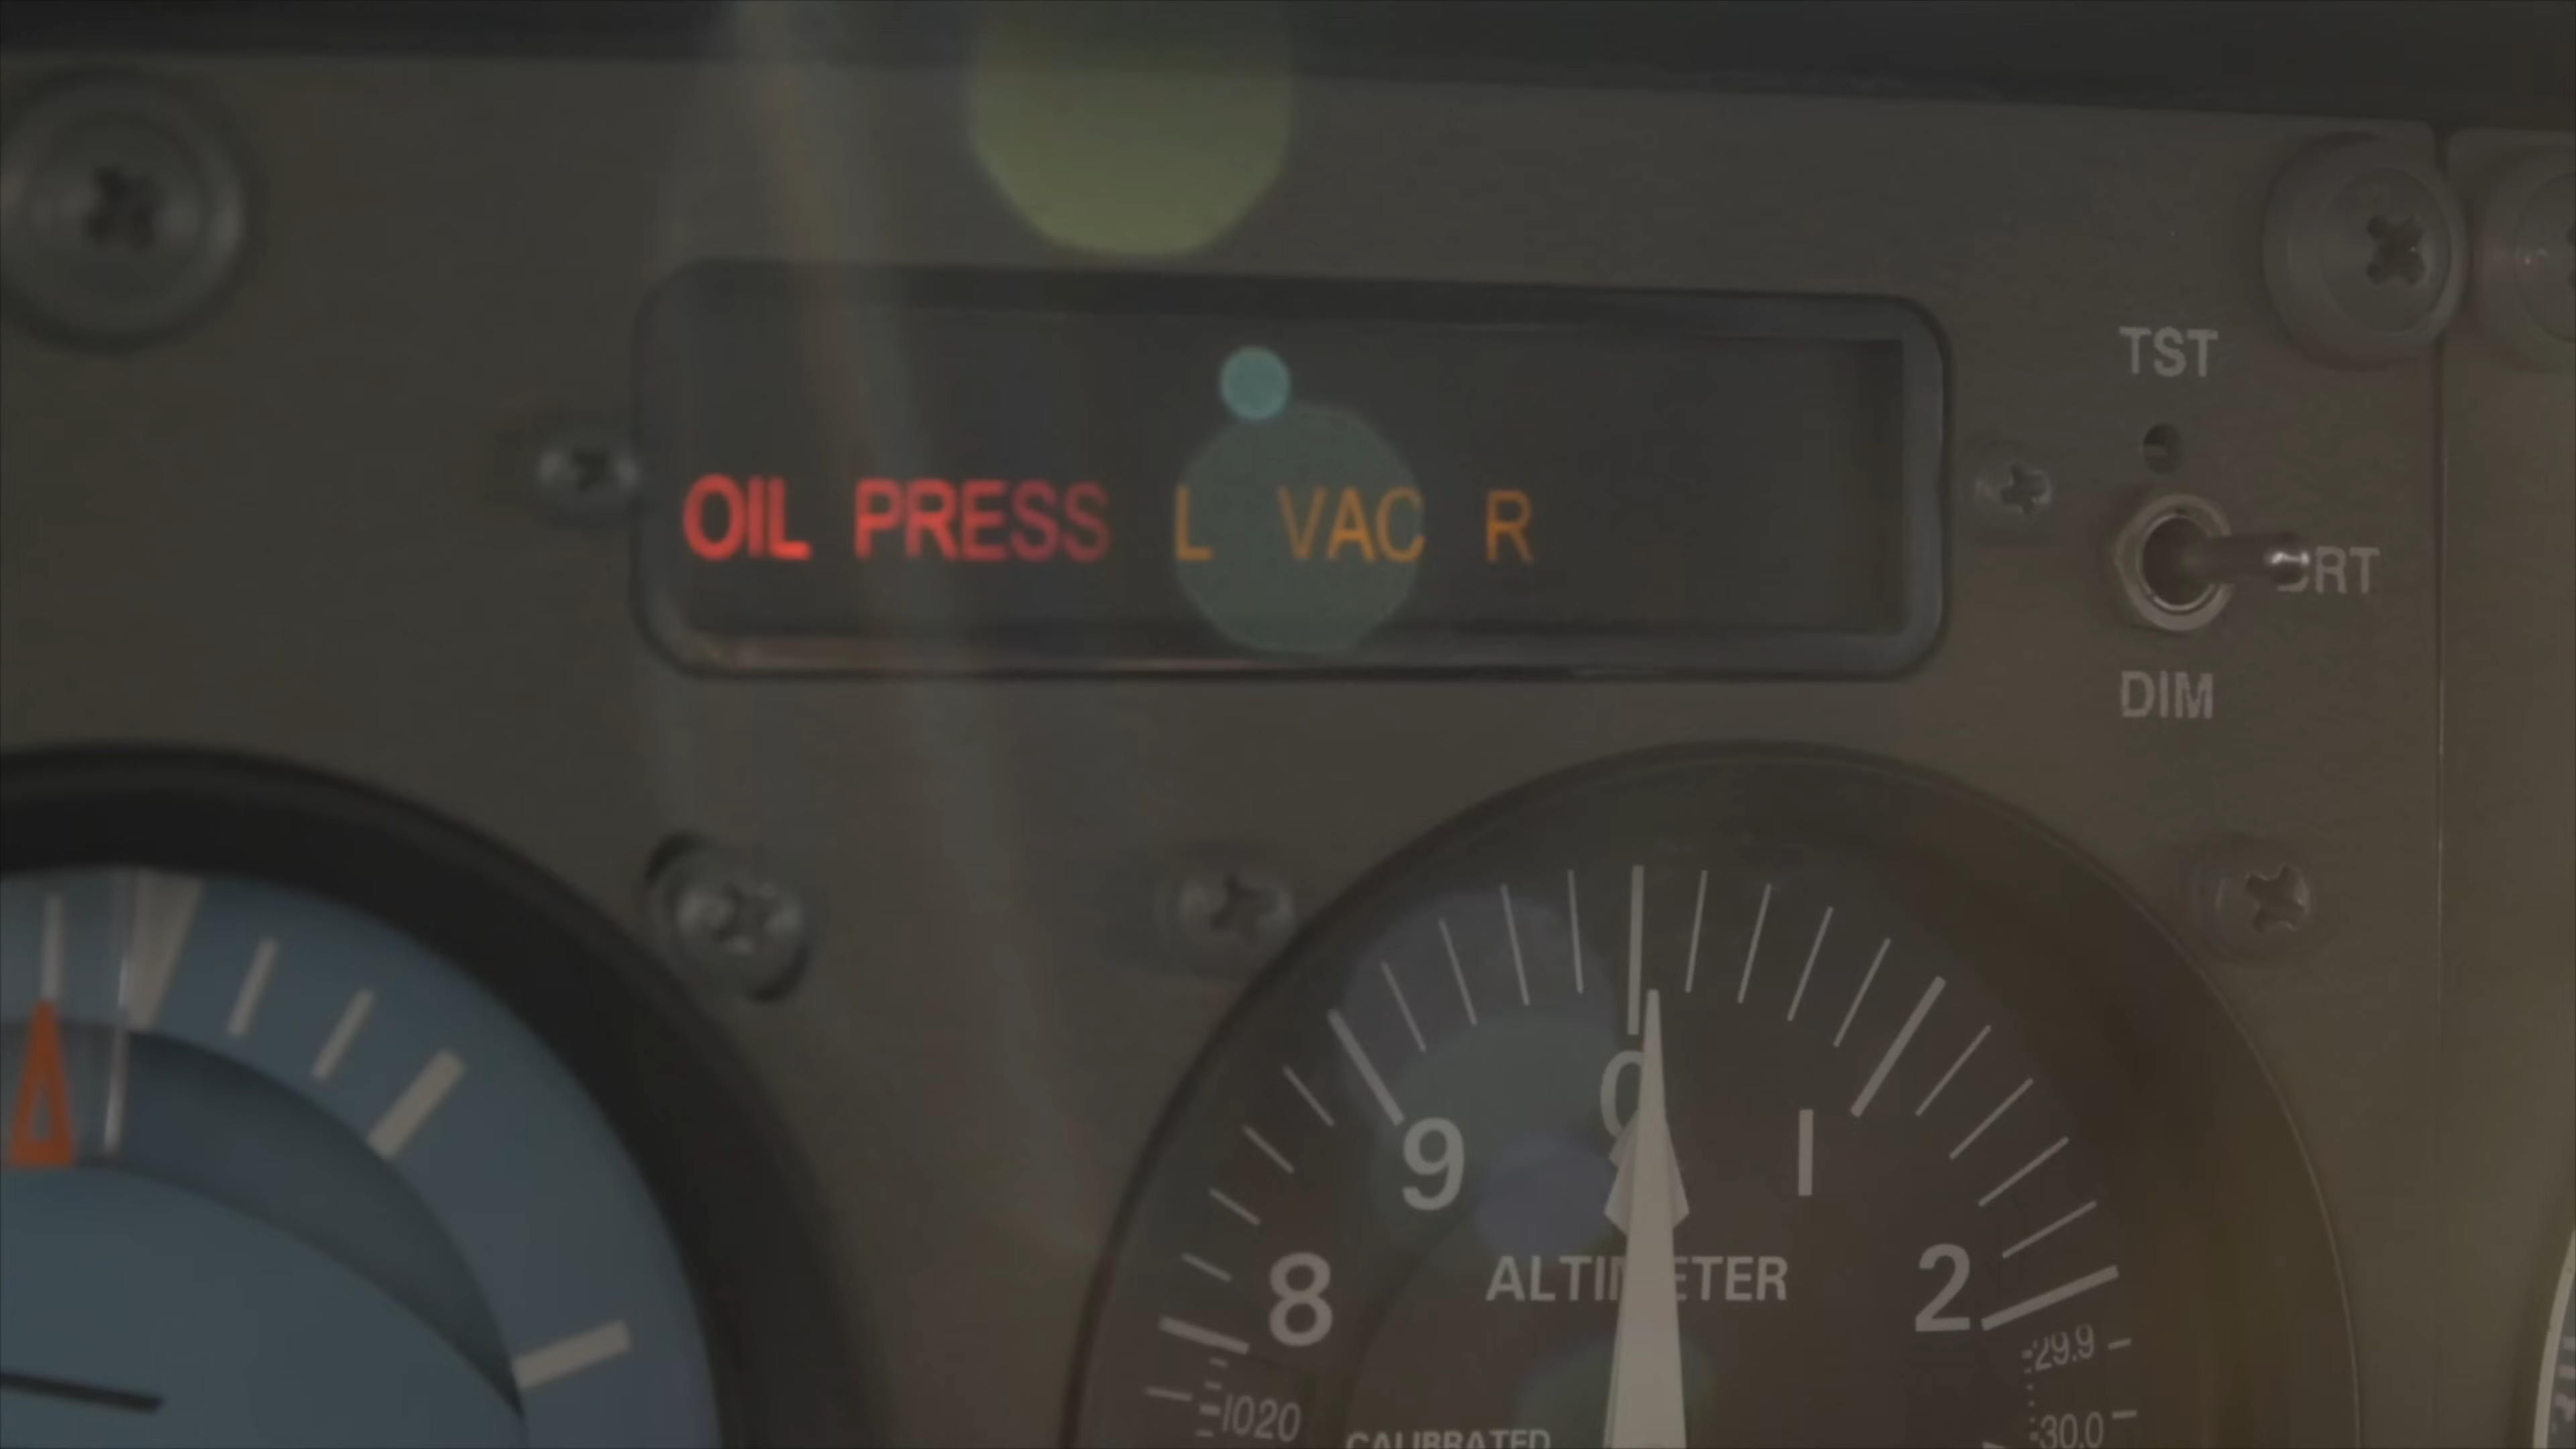 TST
OIL PRESS L VAC R
BRT
DIM
0
9
1
8
ALTIMETER
2
29.9
1020
30.0
CALIBRATED